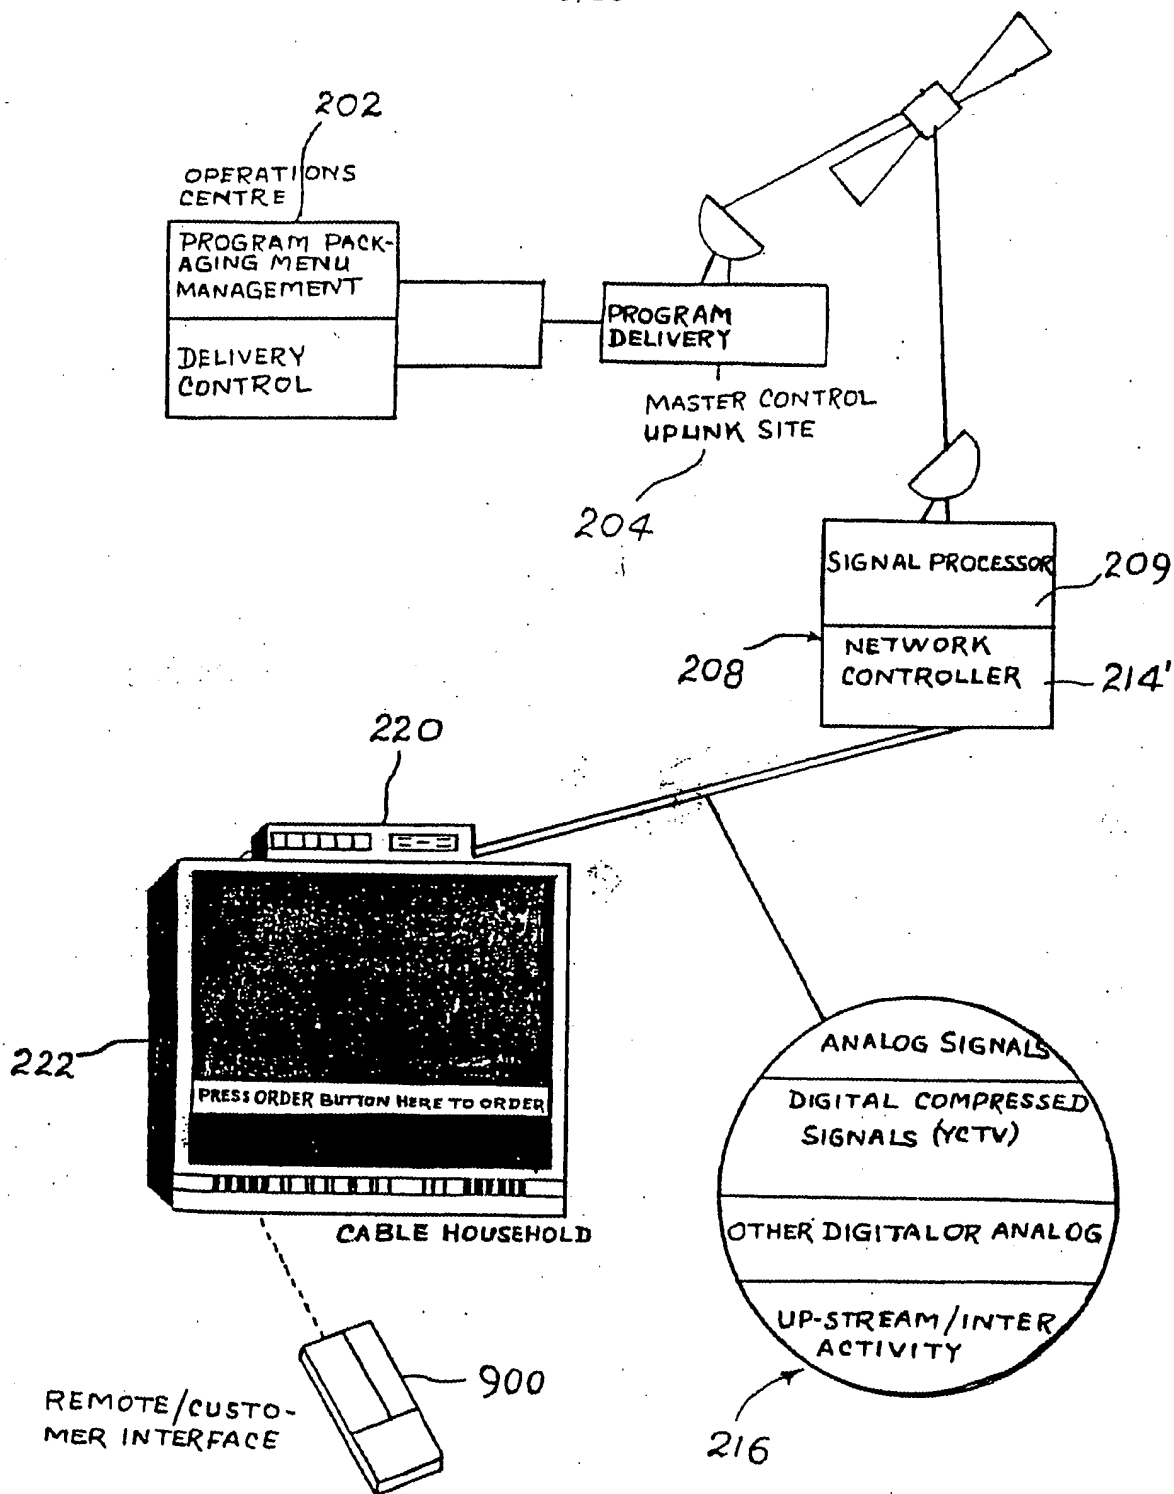 202
OPERATIONS
CENTRE
PROGRAM PACK-
AGING MENU
MANAGEMENT
DELIVERY
CONTROL
PROGRAM
DELIVERY
MASTER CONTROL
UPLINK SITE
204
SIGNAL PROCESSOR
209
208
NETWORK
CONTROLLER
214'
220
222
PRESS ORDER BUTTON HERE TO ORDER
CABLE HOUSEHOLD
ANALOG SIGNALS
DIGITAL COMPRESSED
SIGNALS (YCTV)
OTHER DIGITAL OR ANALOG
UP-STREAM/INTER
ACTIVITY
216
900
REMOTE/CUSTO-
MER INTERFACE